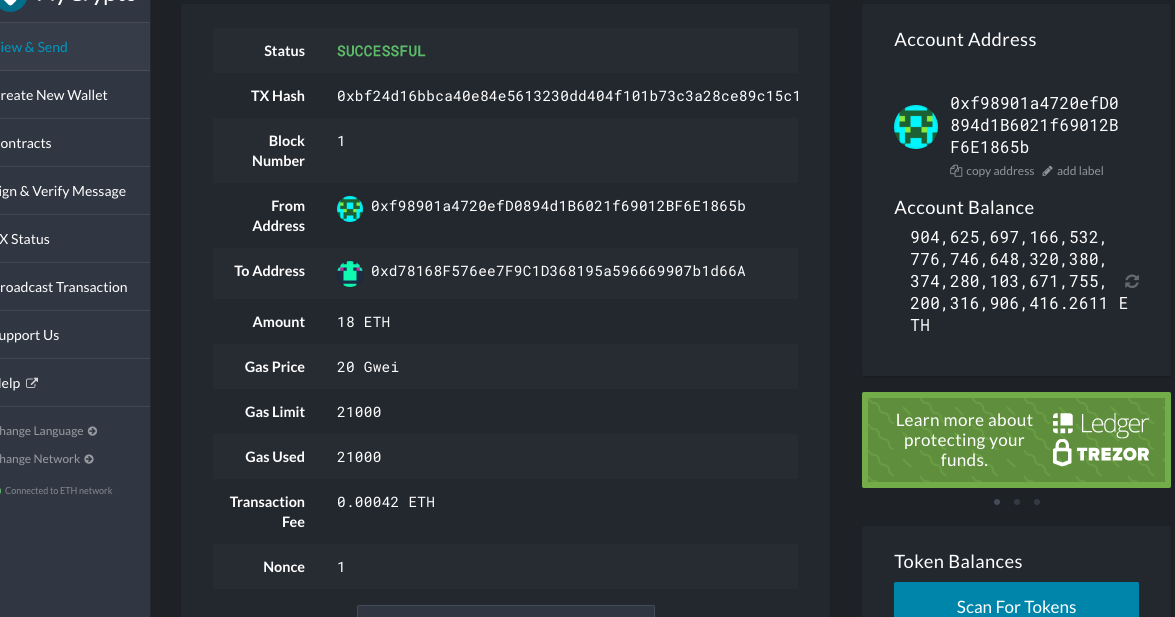 MyCrypto
iew & Send
reate New Wallet
ontracts
ign & Verify Message
X Status
roadcast Transaction
upport Us
elp
hange Language
hange Network
Connected to ETH network
Status SUCCESSFUL
TX Hash 0xbf24d16bbca40e84e5613230dd404f101b73c3a28ce89c15c1
Block
Number
1
From
Address
0xf98901a4720efD0894d1B6021f69012BF6E1865b
To Address 0xd78168F576ee7F9C1D368195a596669907b1d66A
Amount 18 ETH
Gas Price 20 Gwei
Gas Limit 21000
Gas Used 21000
Transaction
Fee
0.00042 ETH
Nonce 1
Account Address
0xf98901a4720efD0
894d1B6021f69012B
F6E1865b
copy address add label
Account Balance
904,625,697,166,532,
776,746,648,320,380,
374,280,103,671,755,
200,316,906,416.2611 E
TH
Learn more about
protecting your
funds.
Ledger
TREZOR
Token Balances
Scan For Tokens